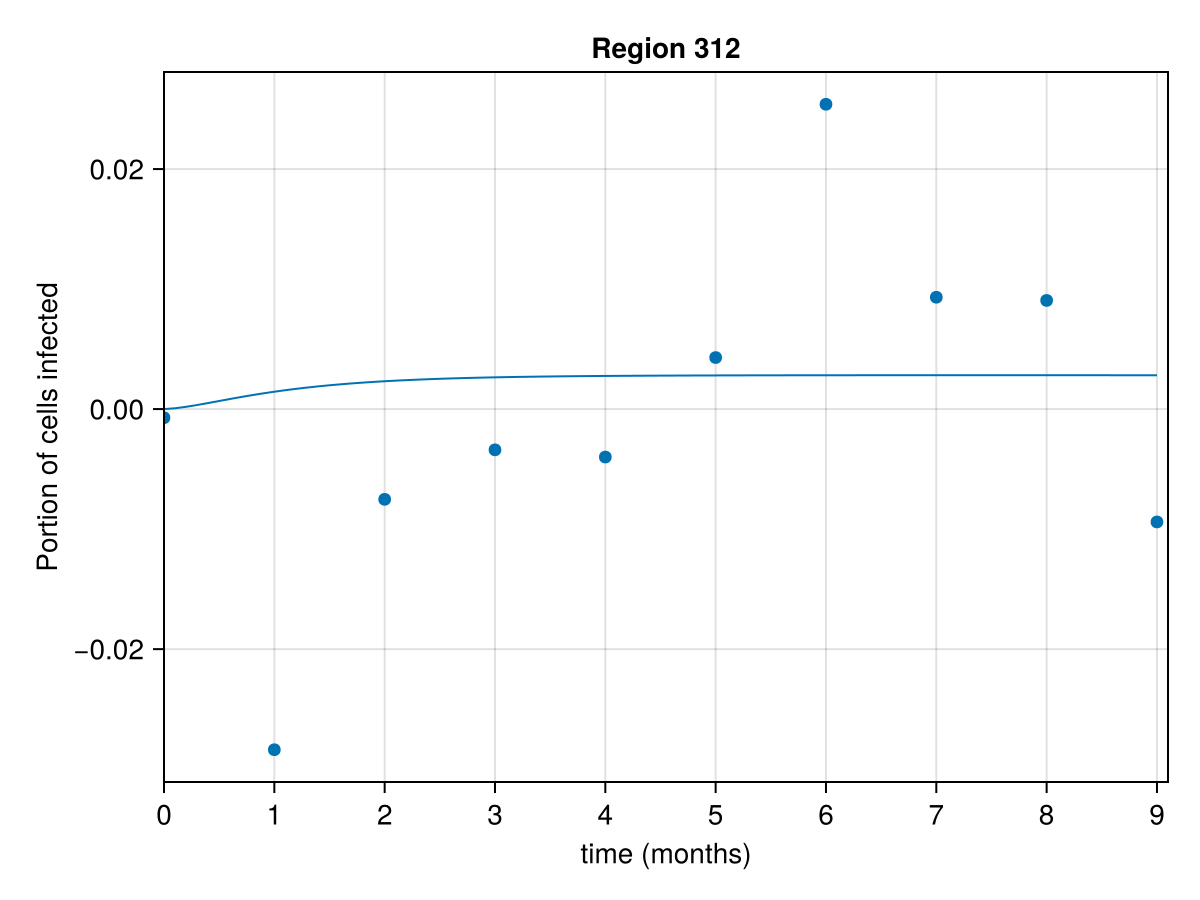 Region 312
Portion of cells infected
0.02
0.00
−0.02
0 1 2 3 4 5 6 7 8 9
time (months)